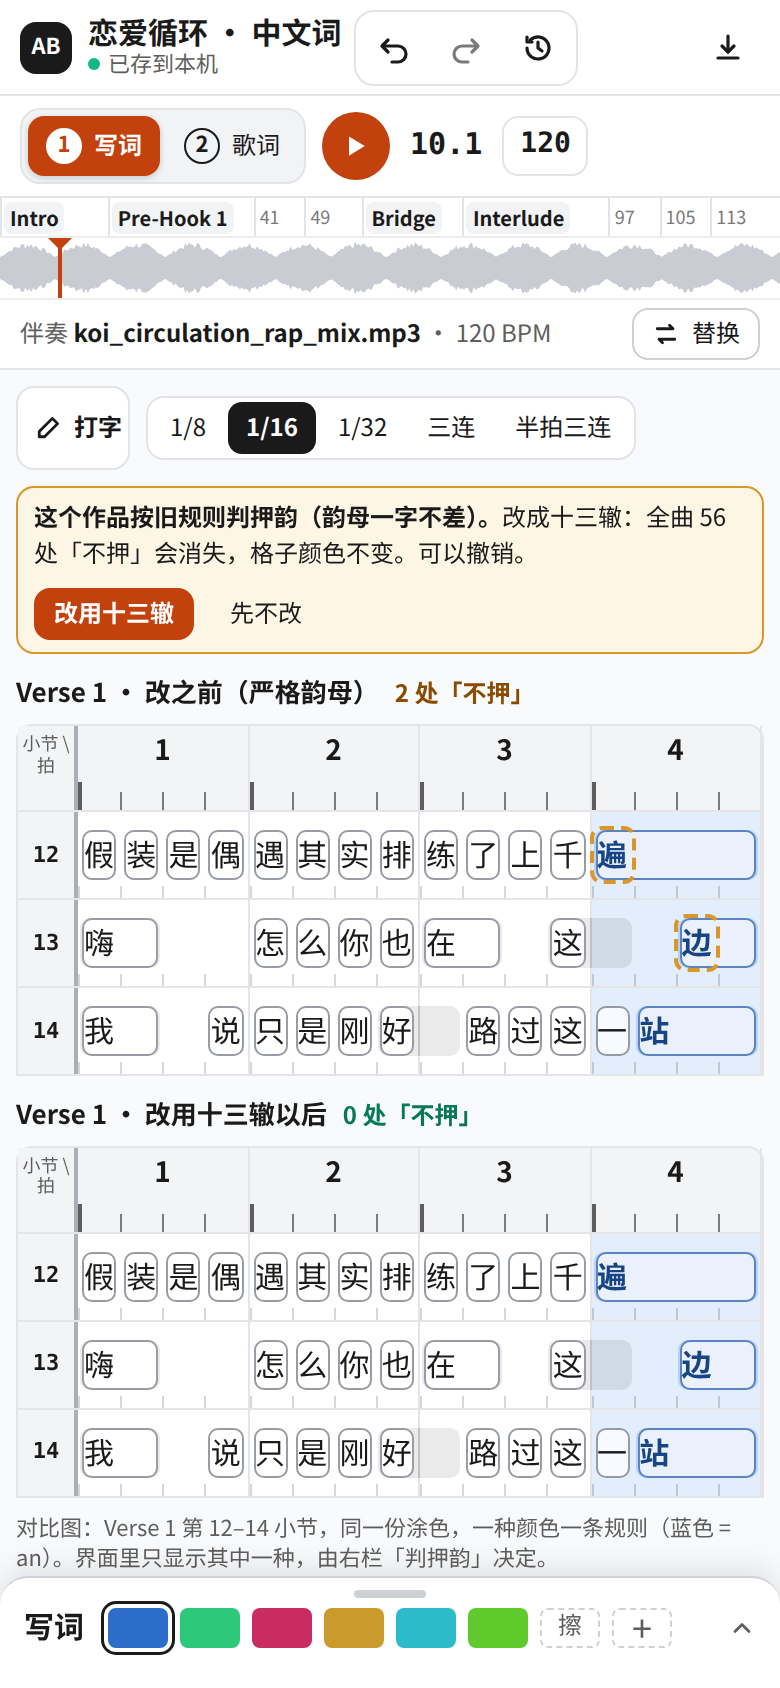 AB
恋爱循环 · 中文词
已存到本机
1 写词 2 歌词 10.1 120
Intro Pre-Hook 1 41 49 Bridge Interlude 97 105 113
伴奏 koi_circulation_rap_mix.mp3 · 120 BPM 替换
打字 1/8 1/16 1/32 三连 半拍三连
这个作品按旧规则判押韵（韵母一字不差）。改成十三辙：全曲 56
处「不押」会消失，格子颜色不变。可以撤销。
改用十三辙 先不改
Verse 1 · 改之前（严格韵母） 2 处「不押」
小节 \
拍
1 2 3 4
12 假 装 是 偶 遇 其 实 排 练 了 上 千 遍
13 嗨 怎 么 你 也 在 这 边
14 我 说 只 是 刚 好 路 过 这 一 站
Verse 1 · 改用十三辙以后 0 处「不押」
小节 \
拍
1 2 3 4
12 假 装 是 偶 遇 其 实 排 练 了 上 千 遍
13 嗨 怎 么 你 也 在 这 边
14 我 说 只 是 刚 好 路 过 这 一 站
对比图：Verse 1 第 12–14 小节，同一份涂色，一种颜色一条规则（蓝色 =
an）。界面里只显示其中一种，由右栏「判押韵」决定。
写词 擦 +